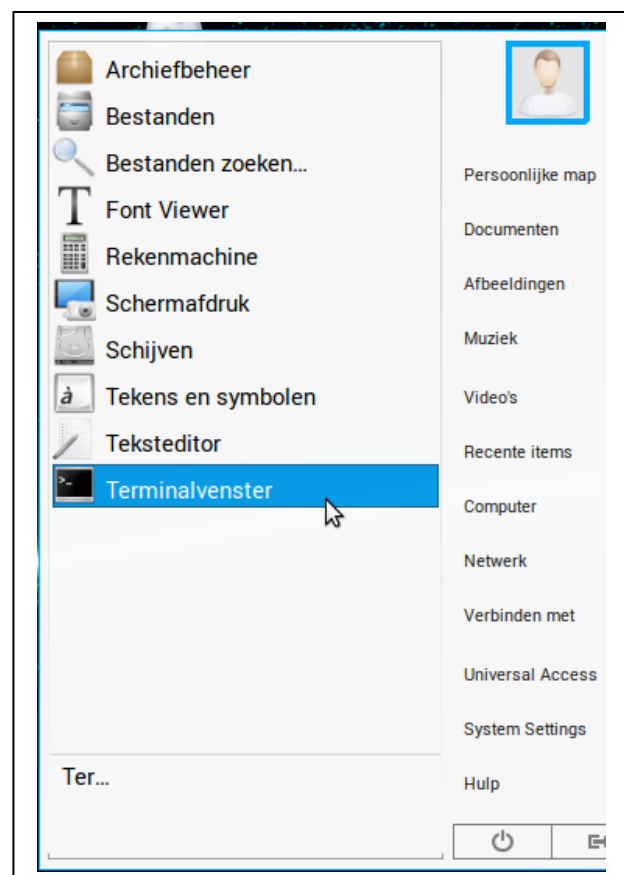 Archiefbeheer
Bestanden
Bestanden zoeken...
Font Viewer
Rekenmachine
Schermafdruk
Schijven
Tekens en symbolen
Teksteditor
Terminalvenster
Ter...
Persoonlijke map
Documenten
Afbeeldingen
Muziek
Video's
Recente items
Computer
Netwerk
Verbinden met
Universal Access
System Settings
Hulp